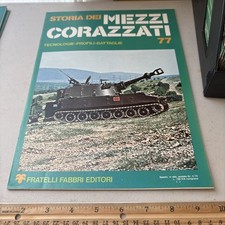 STORIA DEI
MEZZI
CORAZZATI
TECNOLOGIE·PROFILI·BATTAGLIE
77
FRATELLI FABBRI EDITORI